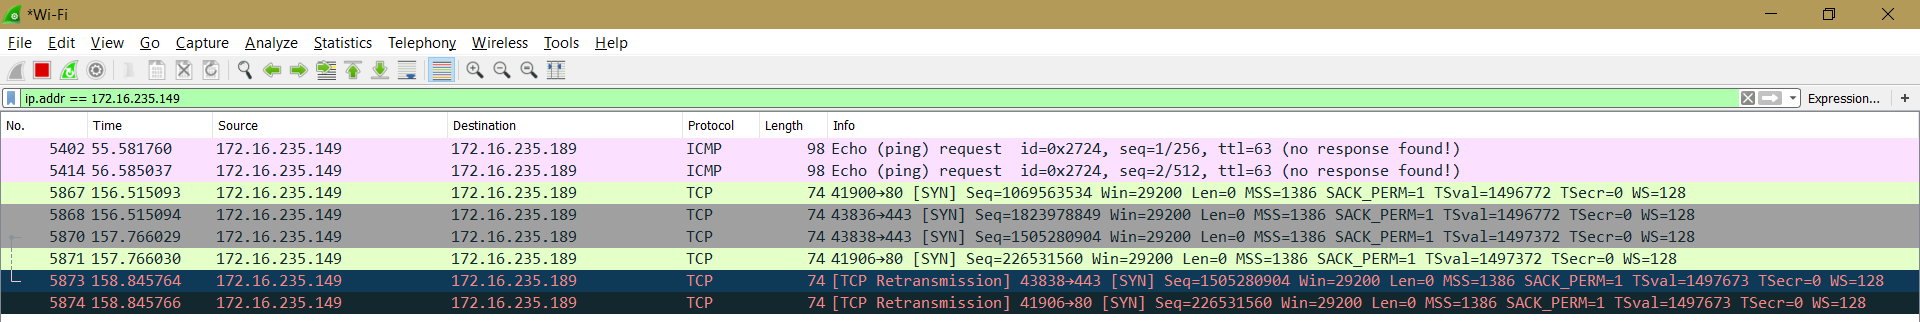 *Wi-Fi
File Edit View Go Capture Analyze Statistics Telephony Wireless Tools Help
ip.addr == 172.16.235.149 Expression... +
No. Time Source Destination Protocol Length Info
5402 55.581760 172.16.235.149 172.16.235.189 ICMP 98 Echo (ping) request id=0x2724, seq=1/256, ttl=63 (no response found!)
5414 56.585037 172.16.235.149 172.16.235.189 ICMP 98 Echo (ping) request id=0x2724, seq=2/512, ttl=63 (no response found!)
5867 156.515093 172.16.235.149 172.16.235.189 TCP 74 41900→80 [SYN] Seq=1069563534 Win=29200 Len=0 MSS=1386 SACK_PERM=1 TSval=1496772 TSecr=0 WS=128
5868 156.515094 172.16.235.149 172.16.235.189 TCP 74 43836→443 [SYN] Seq=1823978849 Win=29200 Len=0 MSS=1386 SACK_PERM=1 TSval=1496772 TSecr=0 WS=128
5870 157.766029 172.16.235.149 172.16.235.189 TCP 74 43838→443 [SYN] Seq=1505280904 Win=29200 Len=0 MSS=1386 SACK_PERM=1 TSval=1497372 TSecr=0 WS=128
5871 157.766030 172.16.235.149 172.16.235.189 TCP 74 41906→80 [SYN] Seq=226531560 Win=29200 Len=0 MSS=1386 SACK_PERM=1 TSval=1497372 TSecr=0 WS=128
5873 158.845764 172.16.235.149 172.16.235.189 TCP 74 [TCP Retransmission] 43838→443 [SYN] Seq=1505280904 Win=29200 Len=0 MSS=1386 SACK_PERM=1 TSval=1497673 TSecr=0 WS=128
5874 158.845766 172.16.235.149 172.16.235.189 TCP 74 [TCP Retransmission] 41906→80 [SYN] Seq=226531560 Win=29200 Len=0 MSS=1386 SACK_PERM=1 TSval=1497673 TSecr=0 WS=128